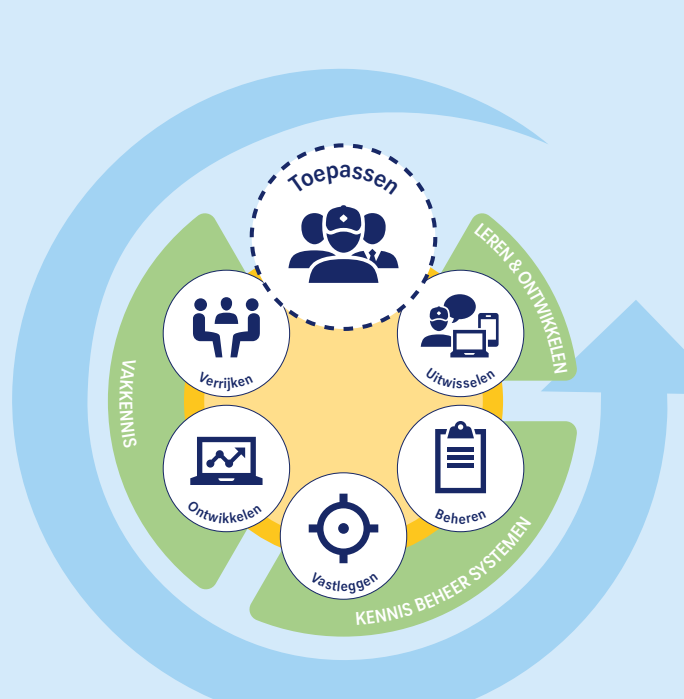 Toepassen
LEREN & ONTWIKKELEN
Verrijken
Uitwisselen
VAKKENNIS
Ontwikkelen
Beheren
Vastleggen
KENNIS BEHEER SYSTEMEN